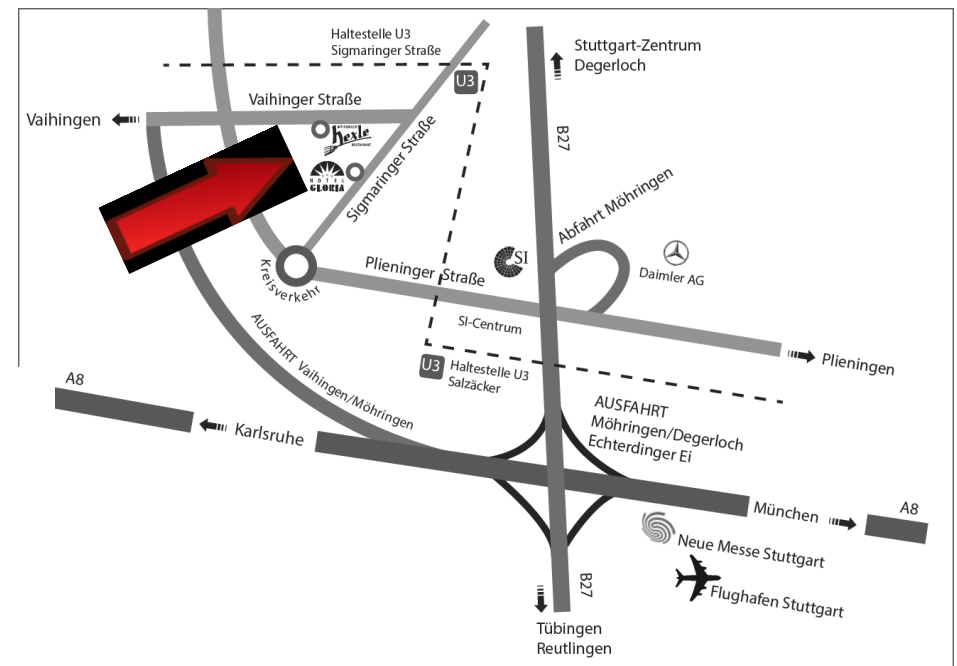 Haltestelle U3
Sigmaringer Straße
U3
Stuttgart-Zentrum
Degerloch
Vaihinger Straße
Vaihingen
Hexle
HOTEL
GLORIA
Sigmaringer Straße
B27
Abfahrt Möhringen
SI
Daimler AG
Kreisverkehr
Plieninger Straße
SI-Centrum
Plieningen
U3
Haltestelle U3
Salzäcker
AUSFAHRT Vaihingen/Möhringen
A8
Karlsruhe
AUSFAHRT
Möhringen/Degerloch
Echterdinger Ei
München
A8
Neue Messe Stuttgart
Flughafen Stuttgart
B27
Tübingen
Reutlingen